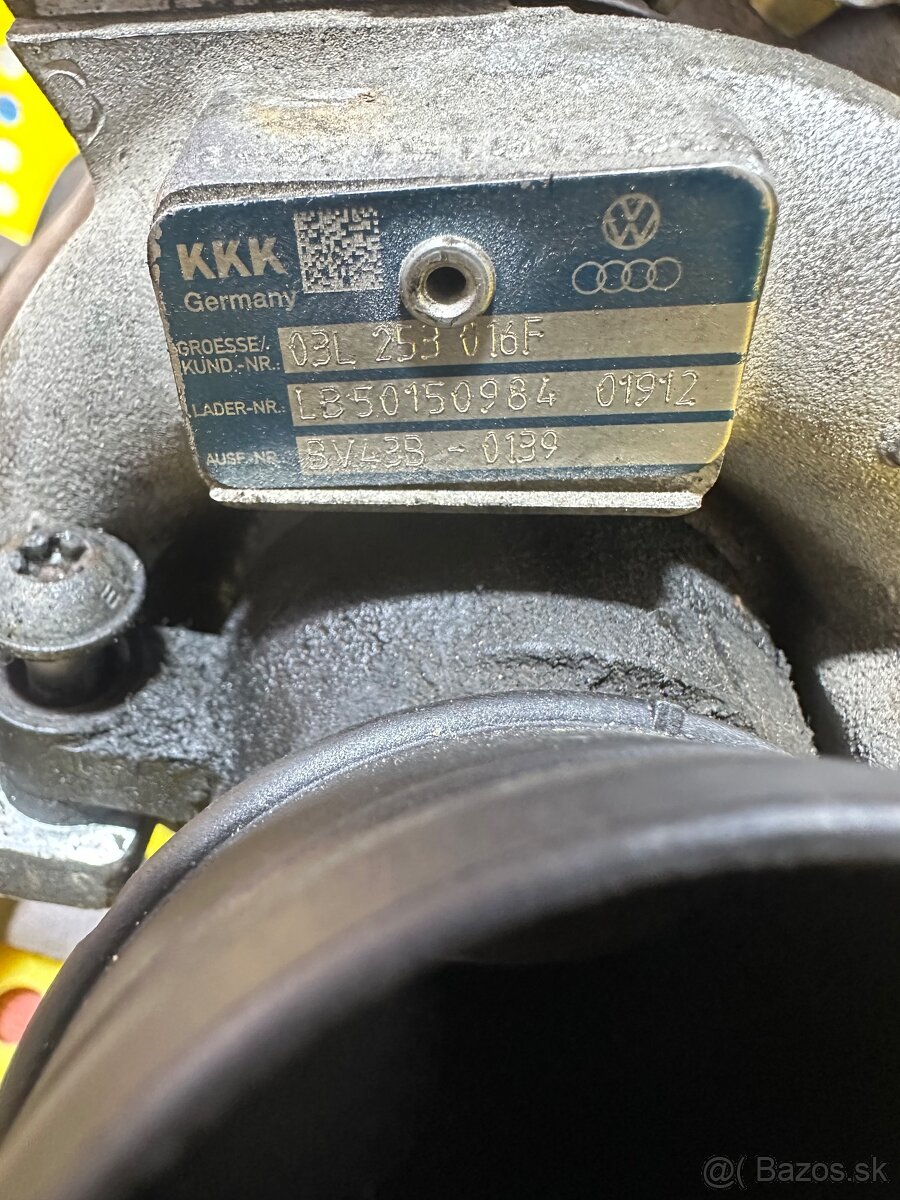 KKK
Germany
GROESSE/.
KUND.-NR.: 03L 253 016F
LADER-NR.: LB50150984 01912
AUSF.-NR. BV43B - 0139
@( Bazos.sk